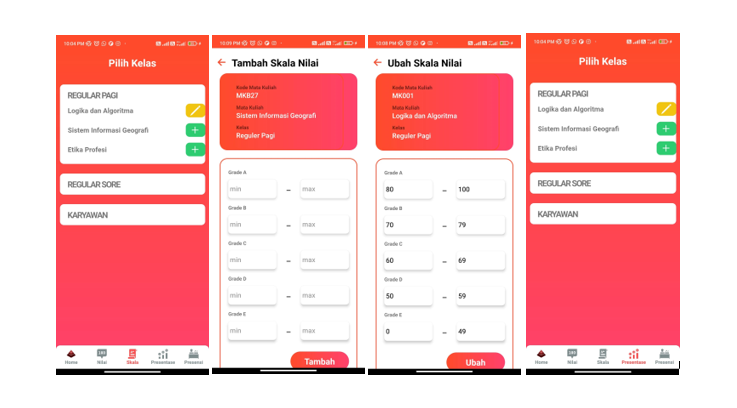 10:04 PM
Pilih Kelas
REGULAR PAGI
Logika dan Algoritma
Sistem Informasi Geografi
Etika Profesi
REGULAR SORE
KARYAWAN
Home Nilai Skala Presentase Presensi
10:04 PM
Tambah Skala Nilai
Kode Mata Kuliah
MKB27
Mata Kuliah
Sistem Informasi Geografi
Kelas
Reguler Pagi
Grade A
min – max
Grade B
min – max
Grade C
min – max
Grade D
min – max
Grade E
min – max
Tambah
10:05 PM
Ubah Skala Nilai
Kode Mata Kuliah
MK001
Mata Kuliah
Logika dan Algoritma
Kelas
Reguler Pagi
Grade A
80 – 100
Grade B
70 – 79
Grade C
60 – 69
Grade D
50 – 59
Grade E
0 – 49
Ubah
10:04 PM
Pilih Kelas
REGULAR PAGI
Logika dan Algoritma
Sistem Informasi Geografi
Etika Profesi
REGULAR SORE
KARYAWAN
Home Nilai Skala Presentase Presensi